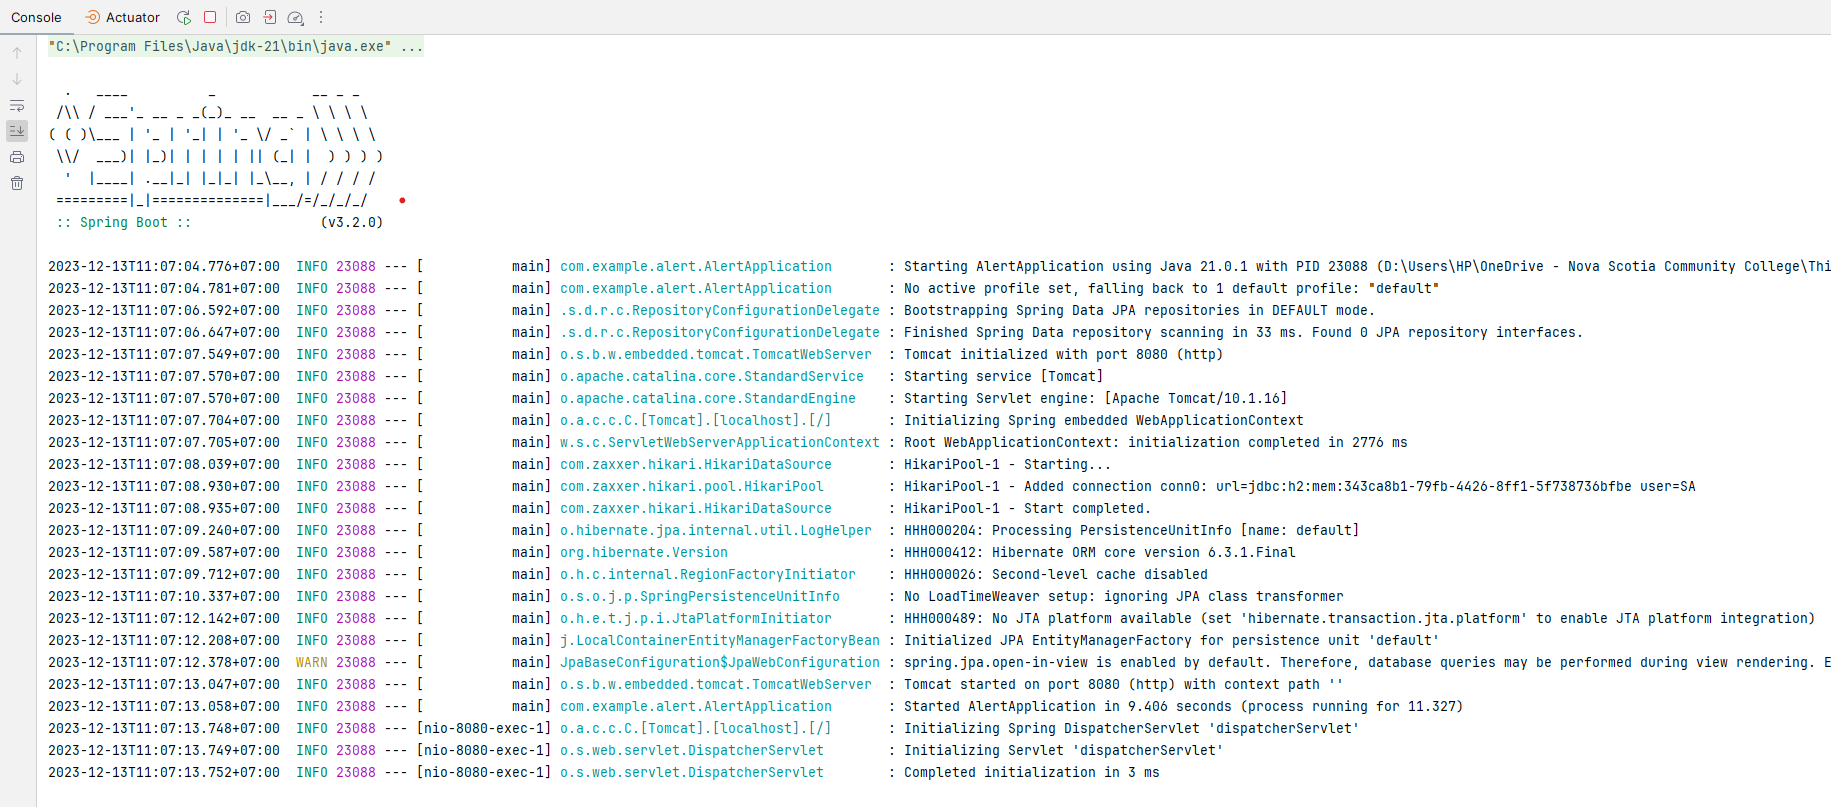 Console Actuator
"C:\Program Files\Java\jdk-21\bin\java.exe" ...
  .   ____          _            __ _ _
 /\\ / ___'_ __ _ _(_)_ __  __ _ \ \ \ \
( ( )\___ | '_ | '_| | '_ \/ _` | \ \ \ \
 \\/  ___)| |_)| | | | | || (_| |  ) ) ) )
  '  |____| .__|_| |_|_| |_\__, | / / / /
 =========|_|==============|___/=/_/_/_/
 :: Spring Boot ::                (v3.2.0)
2023-12-13T11:07:04.776+07:00  INFO 23088 --- [           main] com.example.alert.AlertApplication       : Starting AlertApplication using Java 21.0.1 with PID 23088 (D:\Users\HP\OneDrive - Nova Scotia Community College\Thi
2023-12-13T11:07:04.781+07:00  INFO 23088 --- [           main] com.example.alert.AlertApplication       : No active profile set, falling back to 1 default profile: "default"
2023-12-13T11:07:06.592+07:00  INFO 23088 --- [           main] .s.d.r.c.RepositoryConfigurationDelegate : Bootstrapping Spring Data JPA repositories in DEFAULT mode.
2023-12-13T11:07:06.647+07:00  INFO 23088 --- [           main] .s.d.r.c.RepositoryConfigurationDelegate : Finished Spring Data repository scanning in 33 ms. Found 0 JPA repository interfaces.
2023-12-13T11:07:07.549+07:00  INFO 23088 --- [           main] o.s.b.w.embedded.tomcat.TomcatWebServer  : Tomcat initialized with port 8080 (http)
2023-12-13T11:07:07.570+07:00  INFO 23088 --- [           main] o.apache.catalina.core.StandardService   : Starting service [Tomcat]
2023-12-13T11:07:07.570+07:00  INFO 23088 --- [           main] o.apache.catalina.core.StandardEngine    : Starting Servlet engine: [Apache Tomcat/10.1.16]
2023-12-13T11:07:07.704+07:00  INFO 23088 --- [           main] o.a.c.c.C.[Tomcat].[localhost].[/]       : Initializing Spring embedded WebApplicationContext
2023-12-13T11:07:07.705+07:00  INFO 23088 --- [           main] w.s.c.ServletWebServerApplicationContext : Root WebApplicationContext: initialization completed in 2776 ms
2023-12-13T11:07:08.039+07:00  INFO 23088 --- [           main] com.zaxxer.hikari.HikariDataSource       : HikariPool-1 - Starting...
2023-12-13T11:07:08.930+07:00  INFO 23088 --- [           main] com.zaxxer.hikari.pool.HikariPool        : HikariPool-1 - Added connection conn0: url=jdbc:h2:mem:343ca8b1-79fb-4426-8ff1-5f738736bfbe user=SA
2023-12-13T11:07:08.935+07:00  INFO 23088 --- [           main] com.zaxxer.hikari.HikariDataSource       : HikariPool-1 - Start completed.
2023-12-13T11:07:09.240+07:00  INFO 23088 --- [           main] o.hibernate.jpa.internal.util.LogHelper  : HHH000204: Processing PersistenceUnitInfo [name: default]
2023-12-13T11:07:09.587+07:00  INFO 23088 --- [           main] org.hibernate.Version                    : HHH000412: Hibernate ORM core version 6.3.1.Final
2023-12-13T11:07:09.712+07:00  INFO 23088 --- [           main] o.h.c.internal.RegionFactoryInitiator    : HHH000026: Second-level cache disabled
2023-12-13T11:07:10.337+07:00  INFO 23088 --- [           main] o.s.o.j.p.SpringPersistenceUnitInfo      : No LoadTimeWeaver setup: ignoring JPA class transformer
2023-12-13T11:07:12.142+07:00  INFO 23088 --- [           main] o.h.e.t.j.p.i.JtaPlatformInitiator       : HHH000489: No JTA platform available (set 'hibernate.transaction.jta.platform' to enable JTA platform integration)
2023-12-13T11:07:12.208+07:00  INFO 23088 --- [           main] j.LocalContainerEntityManagerFactoryBean : Initialized JPA EntityManagerFactory for persistence unit 'default'
2023-12-13T11:07:12.378+07:00  WARN 23088 --- [           main] JpaBaseConfiguration$JpaWebConfiguration : spring.jpa.open-in-view is enabled by default. Therefore, database queries may be performed during view rendering. E
2023-12-13T11:07:13.047+07:00  INFO 23088 --- [           main] o.s.b.w.embedded.tomcat.TomcatWebServer  : Tomcat started on port 8080 (http) with context path ''
2023-12-13T11:07:13.058+07:00  INFO 23088 --- [           main] com.example.alert.AlertApplication       : Started AlertApplication in 9.406 seconds (process running for 11.327)
2023-12-13T11:07:13.748+07:00  INFO 23088 --- [nio-8080-exec-1] o.a.c.c.C.[Tomcat].[localhost].[/]       : Initializing Spring DispatcherServlet 'dispatcherServlet'
2023-12-13T11:07:13.749+07:00  INFO 23088 --- [nio-8080-exec-1] o.s.web.servlet.DispatcherServlet        : Initializing Servlet 'dispatcherServlet'
2023-12-13T11:07:13.752+07:00  INFO 23088 --- [nio-8080-exec-1] o.s.web.servlet.DispatcherServlet        : Completed initialization in 3 ms